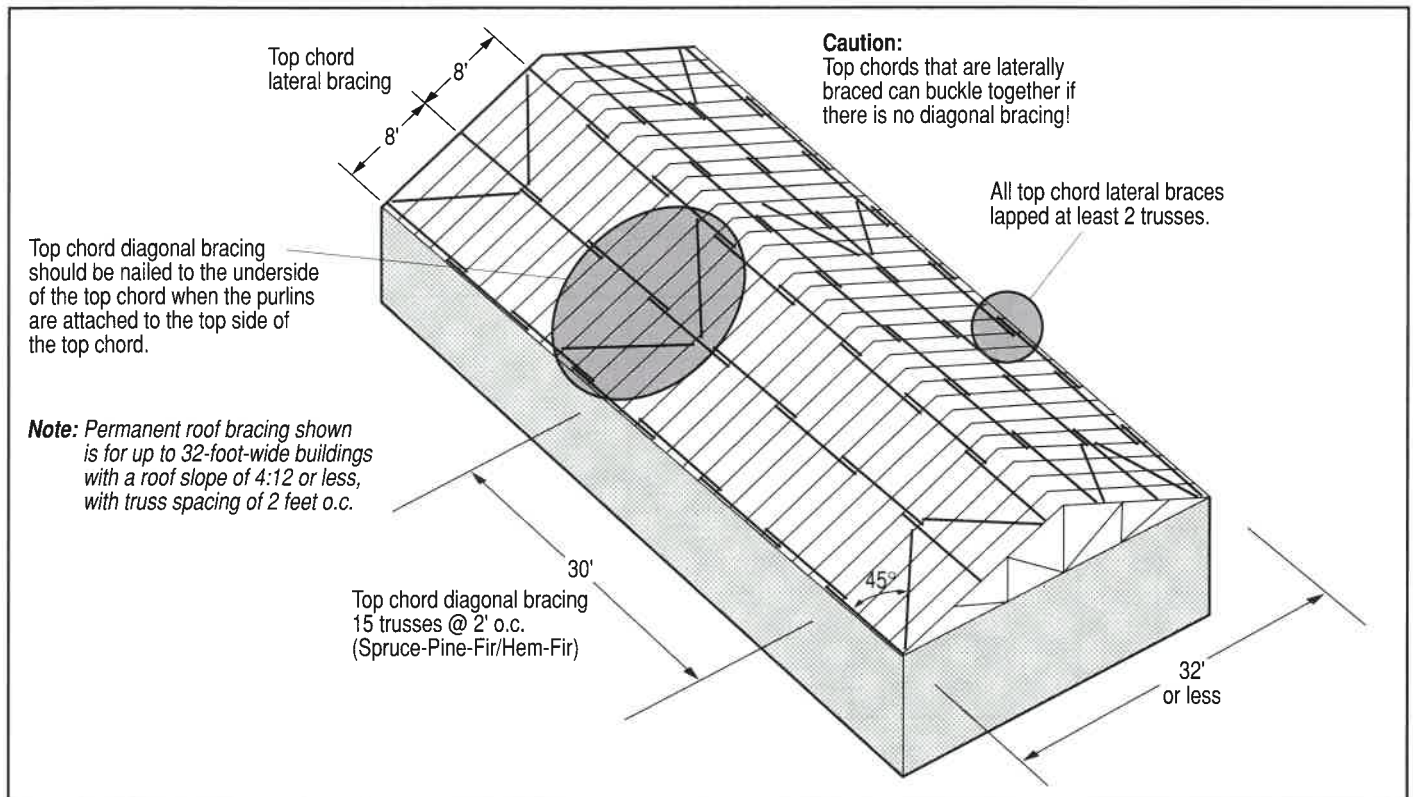 Top chord
lateral bracing
8'
8'
Caution:
Top chords that are laterally
braced can buckle together if
there is no diagonal bracing!
All top chord lateral braces
lapped at least 2 trusses.
Top chord diagonal bracing
should be nailed to the underside
of the top chord when the purlins
are attached to the top side of
the top chord.
Note: Permanent roof bracing shown
is for up to 32-foot-wide buildings
with a roof slope of 4:12 or less,
with truss spacing of 2 feet o.c.
30'
Top chord diagonal bracing
15 trusses @ 2' o.c.
(Spruce-Pine-Fir/Hem-Fir)
45°
32'
or less